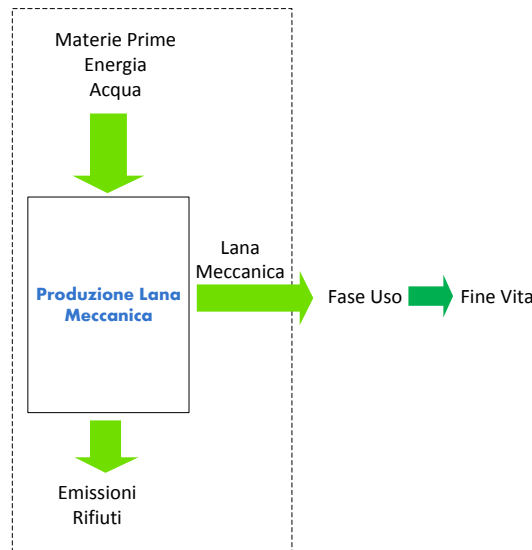 Materie Prime
Energia
Acqua
Lana
Meccanica
Produzione Lana
Meccanica
Fase Uso
Fine Vita
Emissioni
Rifiuti